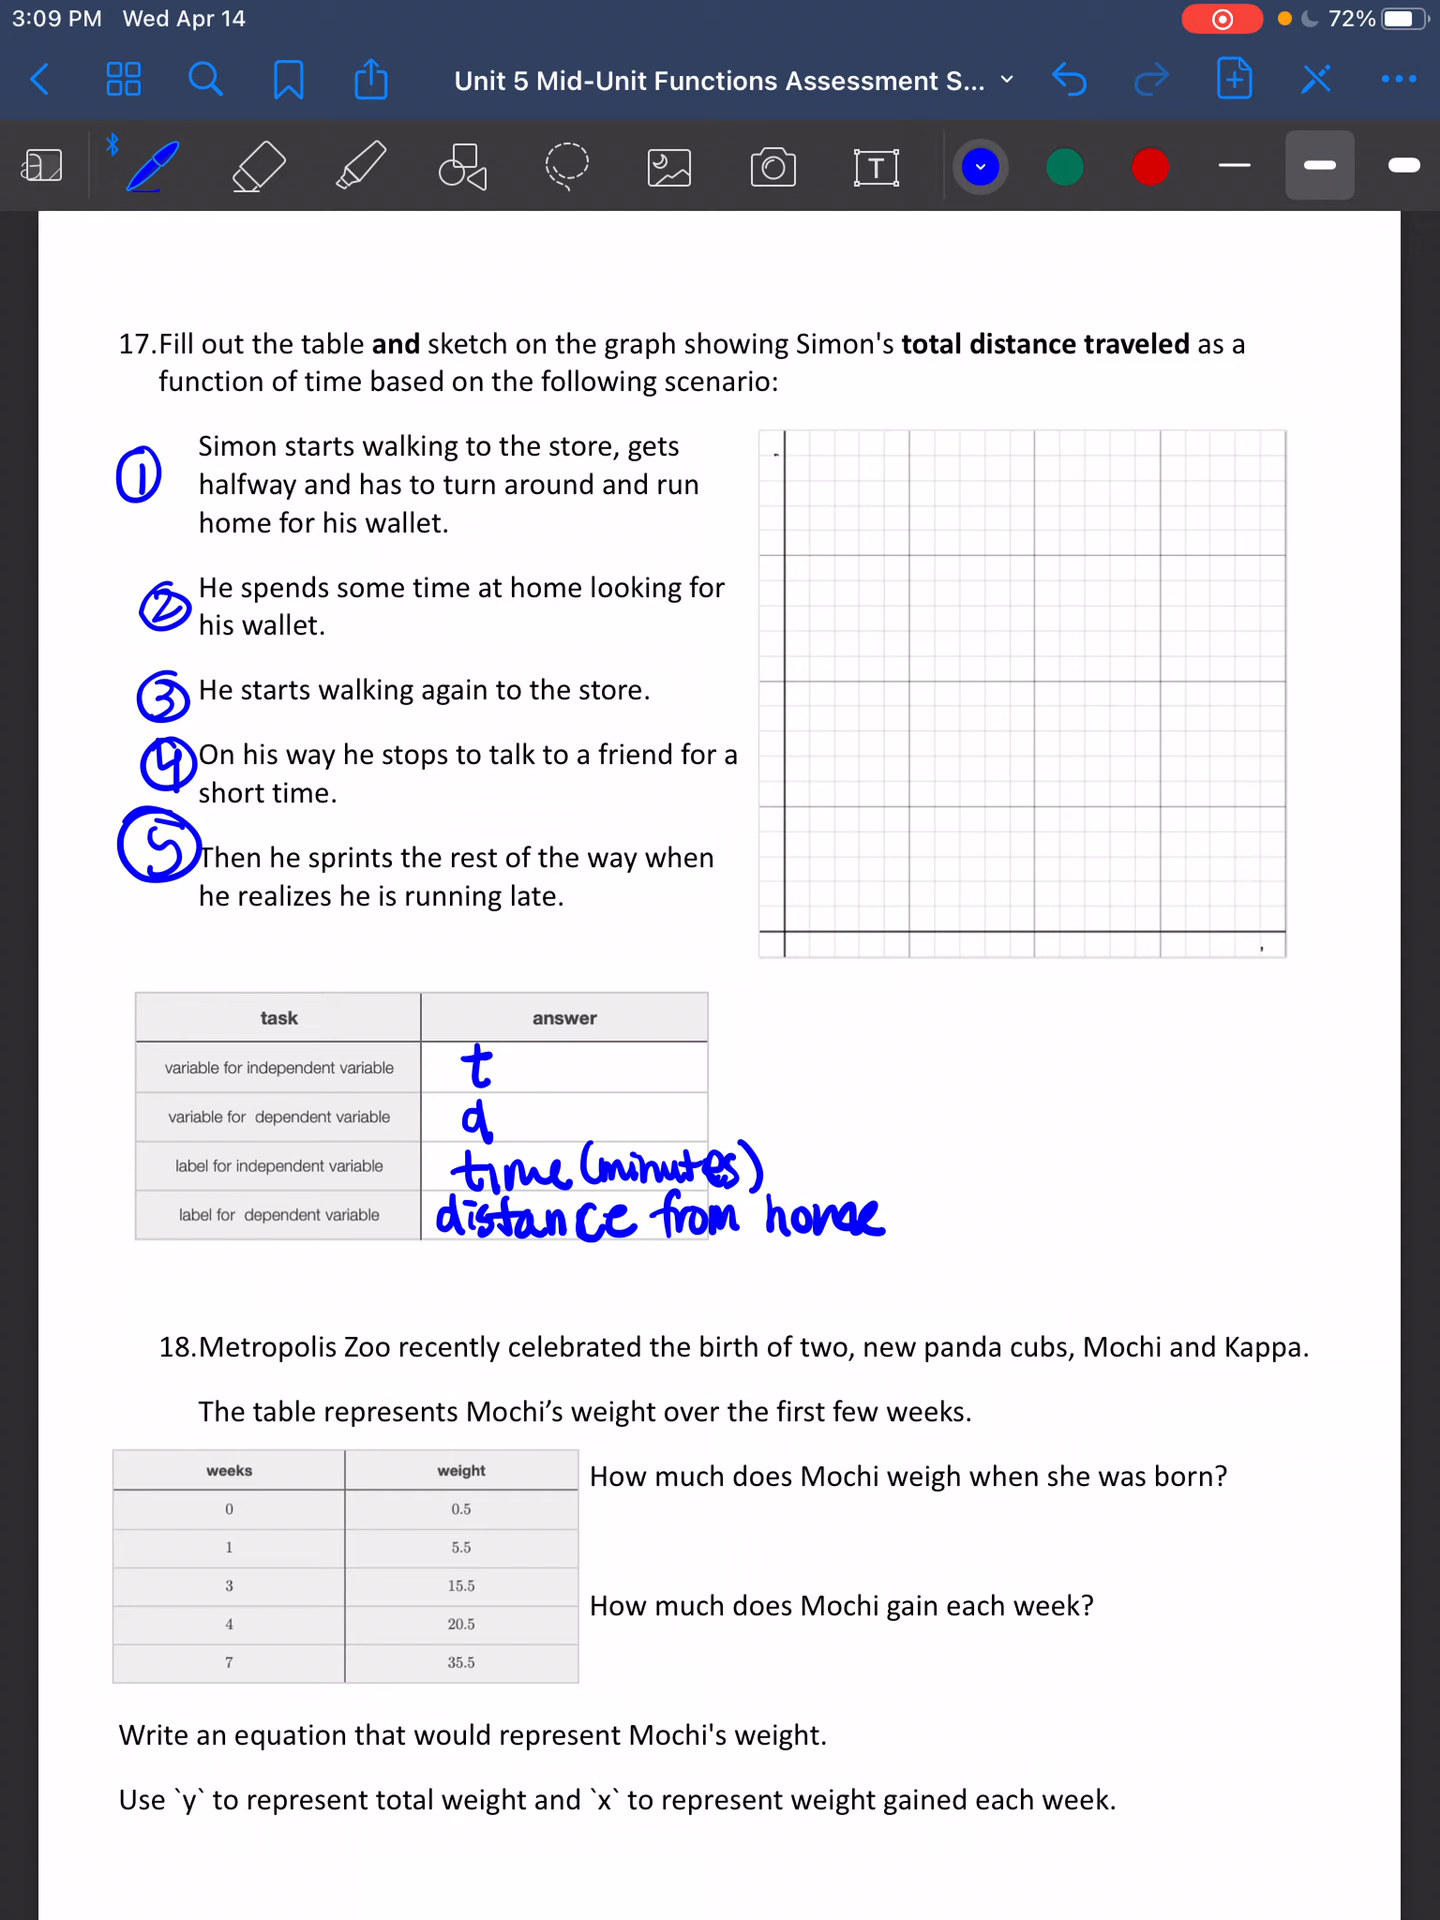 3:09 PM Wed Apr 14
72%
Unit 5 Mid-Unit Functions Assessment S...
T
17.Fill out the table and sketch on the graph showing Simon's total distance traveled as a
function of time based on the following scenario:
1 Simon starts walking to the store, gets
halfway and has to turn around and run
home for his wallet.
2 He spends some time at home looking for
his wallet.
3 He starts walking again to the store.
4 On his way he stops to talk to a friend for a
short time.
5 Then he sprints the rest of the way when
he realizes he is running late.
task answer
variable for independent variable t
variable for dependent variable d
label for independent variable time (minutes)
label for dependent variable distance from home
18.Metropolis Zoo recently celebrated the birth of two, new panda cubs, Mochi and Kappa.
The table represents Mochi’s weight over the first few weeks.
weeks weight
0 0.5
1 5.5
3 15.5
4 20.5
7 35.5
How much does Mochi weigh when she was born?
How much does Mochi gain each week?
Write an equation that would represent Mochi's weight.
Use `y` to represent total weight and `x` to represent weight gained each week.